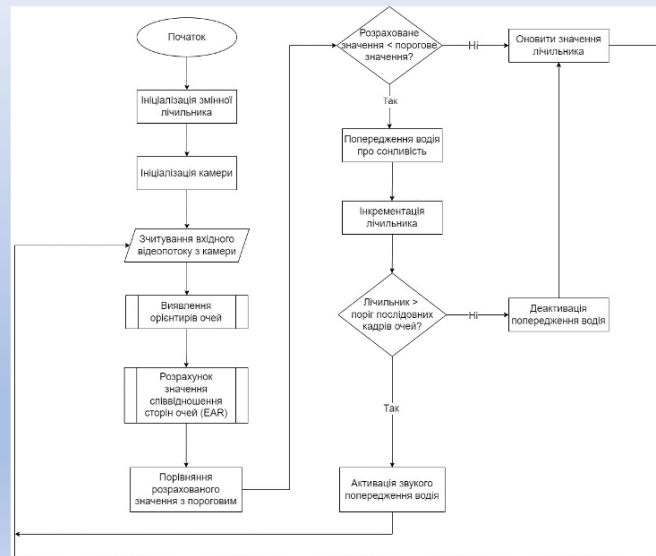 Початок
Ініціалізація змінної
лічильника
Ініціалізація камери
Зчитування вхідного
відеопотоку з камери
Виявлення
орієнтирів очей
Розрахунок
значення
співвідношення
сторін очей (EAR)
Порівняння
розрахованого
значення з пороговим
Розраховане
значення < порогове
значення?
Ні
Оновити значення
лічильника
Так
Попередження водія
про сонливість
Інкрементація
лічильника
Лічильник >
поріг послідовних
кадрів очей?
Ні
Деактивація
попередження водія
Так
Активація звукого
попередження водія